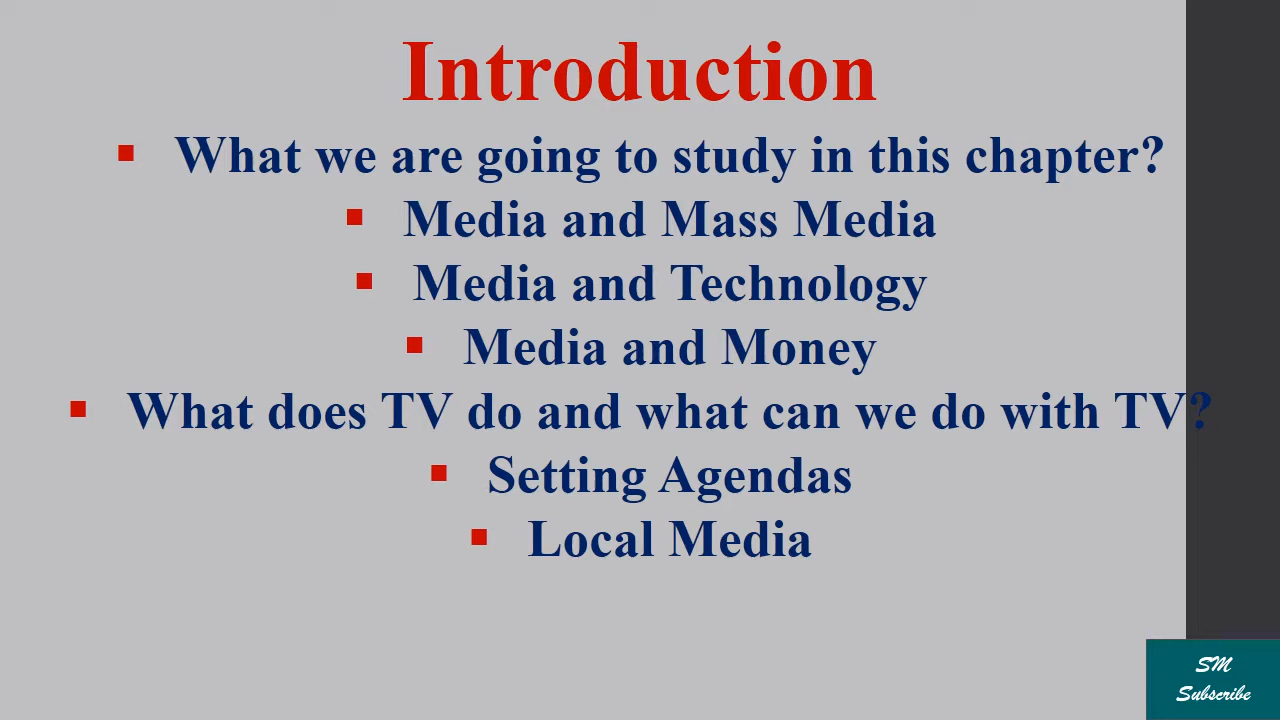 Introduction
▪ What we are going to study in this chapter?
▪ Media and Mass Media
▪ Media and Technology
▪ Media and Money
▪ What does TV do and what can we do with TV?
▪ Setting Agendas
▪ Local Media
SM
Subscribe